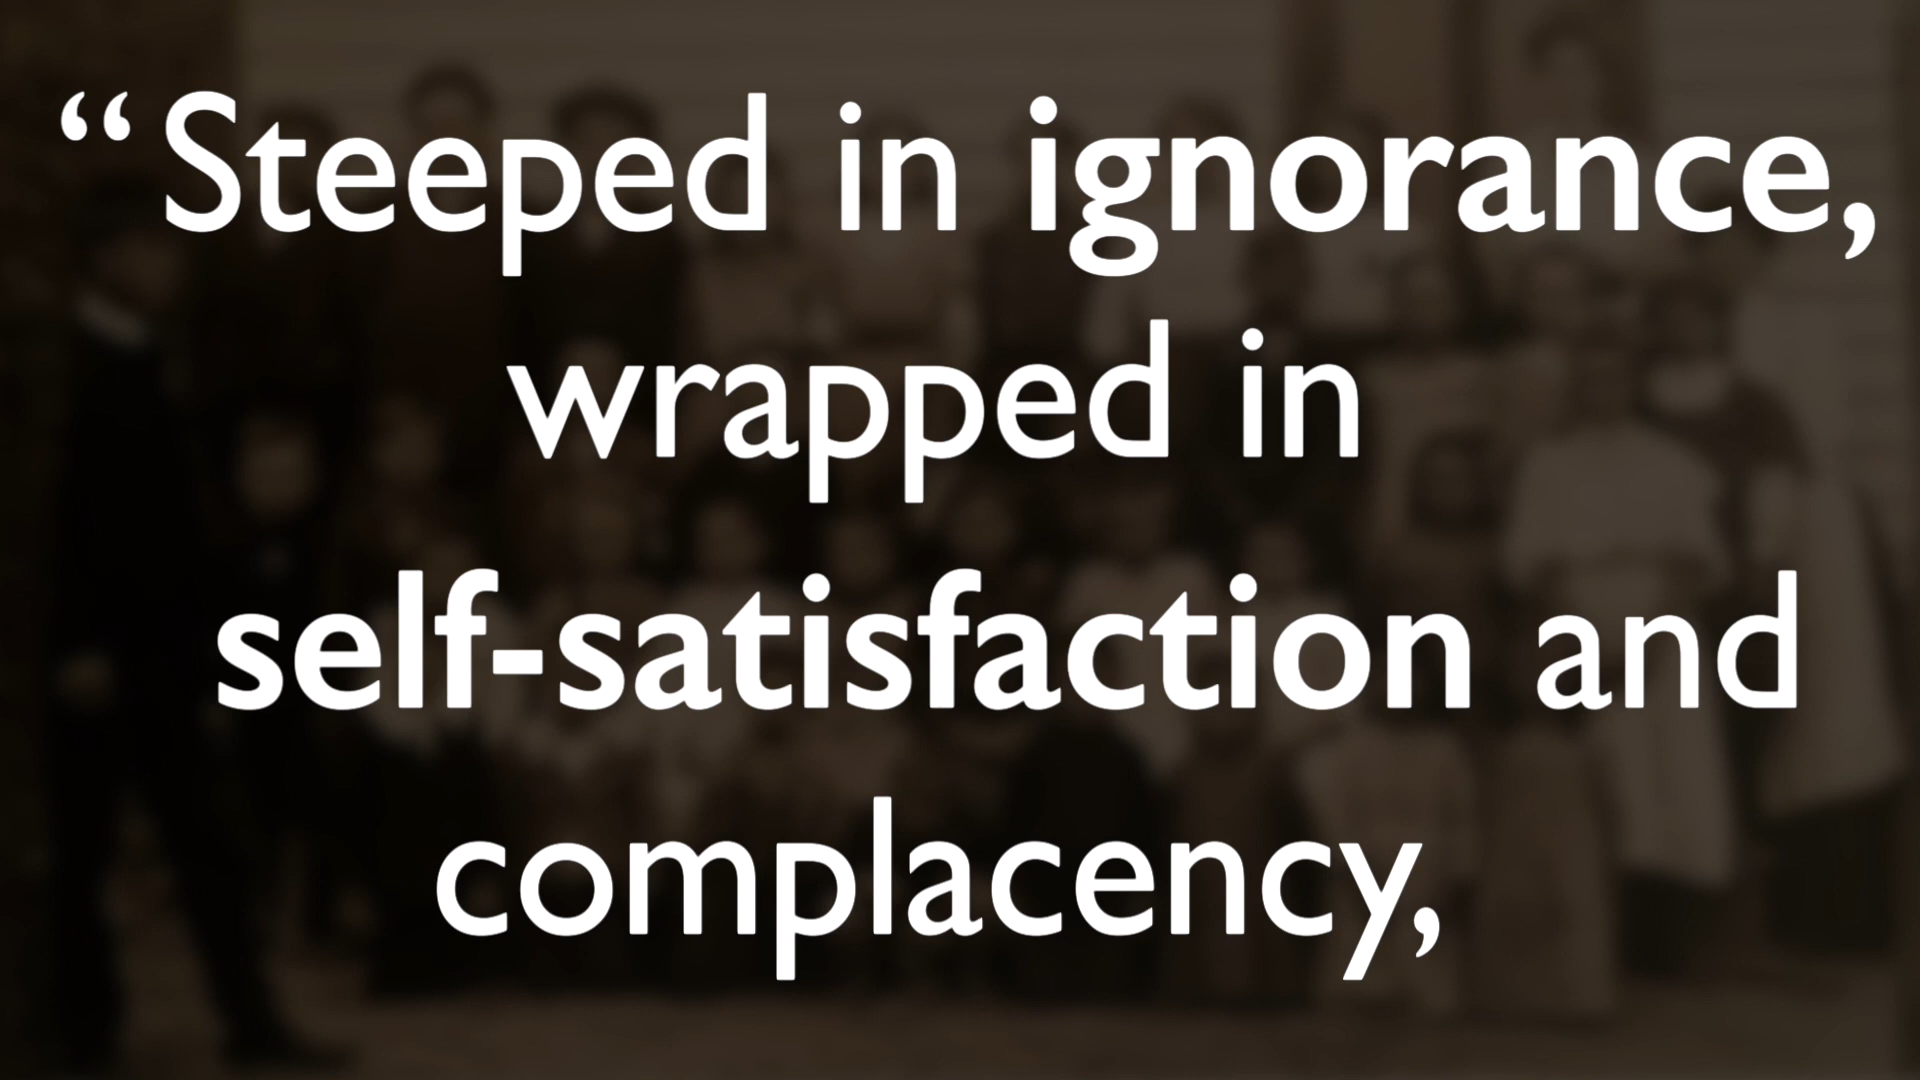 “Steeped in ignorance,
wrapped in
self-satisfaction and
complacency,